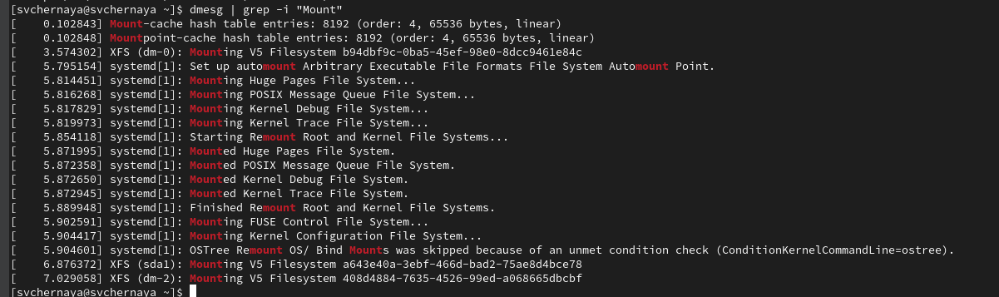 [svchernaya@svchernaya ~]$ dmesg | grep -i "Mount"
[    0.102843] Mount-cache hash table entries: 8192 (order: 4, 65536 bytes, linear)
[    0.102848] Mountpoint-cache hash table entries: 8192 (order: 4, 65536 bytes, linear)
[    3.574302] XFS (dm-0): Mounting V5 Filesystem b94dbf9c-0ba5-45ef-98e0-8dcc9461e84c
[    5.795154] systemd[1]: Set up automount Arbitrary Executable File Formats File System Automount Point.
[    5.814451] systemd[1]: Mounting Huge Pages File System...
[    5.816268] systemd[1]: Mounting POSIX Message Queue File System...
[    5.817829] systemd[1]: Mounting Kernel Debug File System...
[    5.819973] systemd[1]: Mounting Kernel Trace File System...
[    5.854118] systemd[1]: Starting Remount Root and Kernel File Systems...
[    5.871995] systemd[1]: Mounted Huge Pages File System.
[    5.872358] systemd[1]: Mounted POSIX Message Queue File System.
[    5.872650] systemd[1]: Mounted Kernel Debug File System.
[    5.872945] systemd[1]: Mounted Kernel Trace File System.
[    5.889948] systemd[1]: Finished Remount Root and Kernel File Systems.
[    5.902591] systemd[1]: Mounting FUSE Control File System...
[    5.904417] systemd[1]: Mounting Kernel Configuration File System...
[    5.904601] systemd[1]: OSTree Remount OS/ Bind Mounts was skipped because of an unmet condition check (ConditionKernelCommandLine=ostree).
[    6.876372] XFS (sda1): Mounting V5 Filesystem a643e40a-3ebf-466d-bad2-75ae8d4bce78
[    7.029058] XFS (dm-2): Mounting V5 Filesystem 408d4884-7635-4526-99ed-a068665dbcbf
[svchernaya@svchernaya ~]$